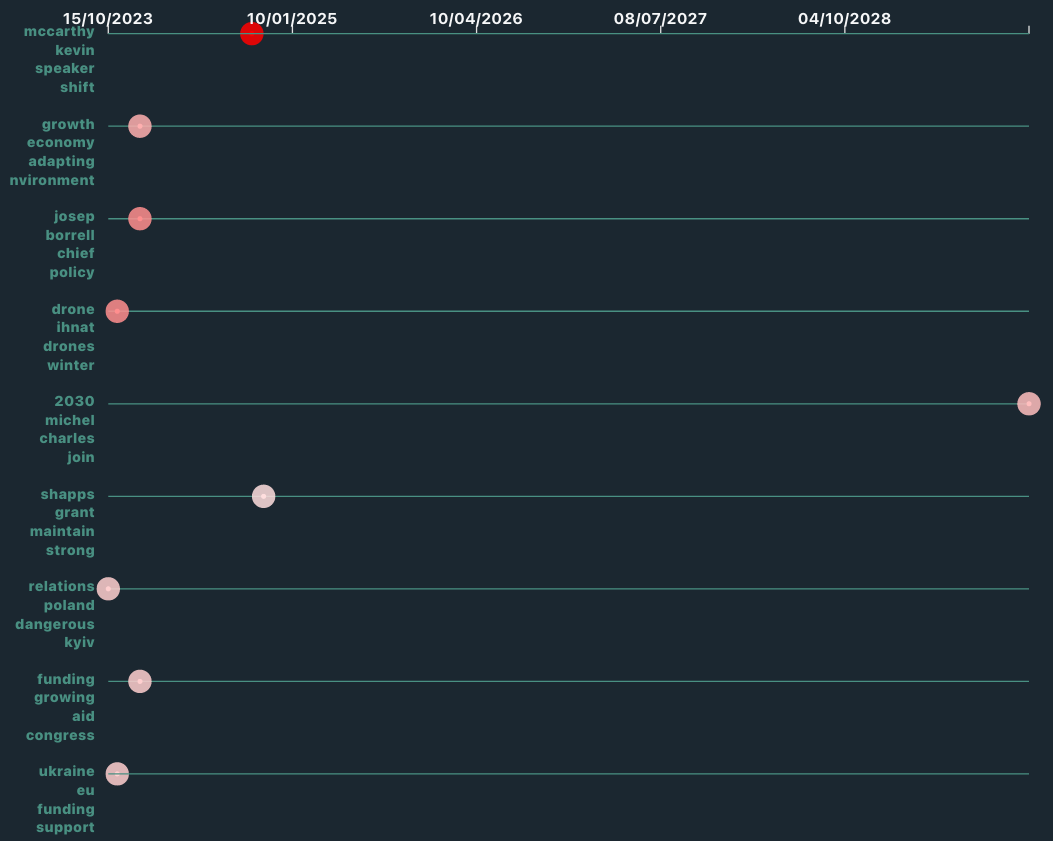 15/10/2023 10/01/2025 10/04/2026 08/07/2027 04/10/2028
mccarthy
kevin
speaker
shift
growth
economy
adapting
nvironment
josep
borrell
chief
policy
drone
ihnat
drones
winter
2030
michel
charles
join
shapps
grant
maintain
strong
relations
poland
dangerous
kyiv
funding
growing
aid
congress
ukraine
eu
funding
support